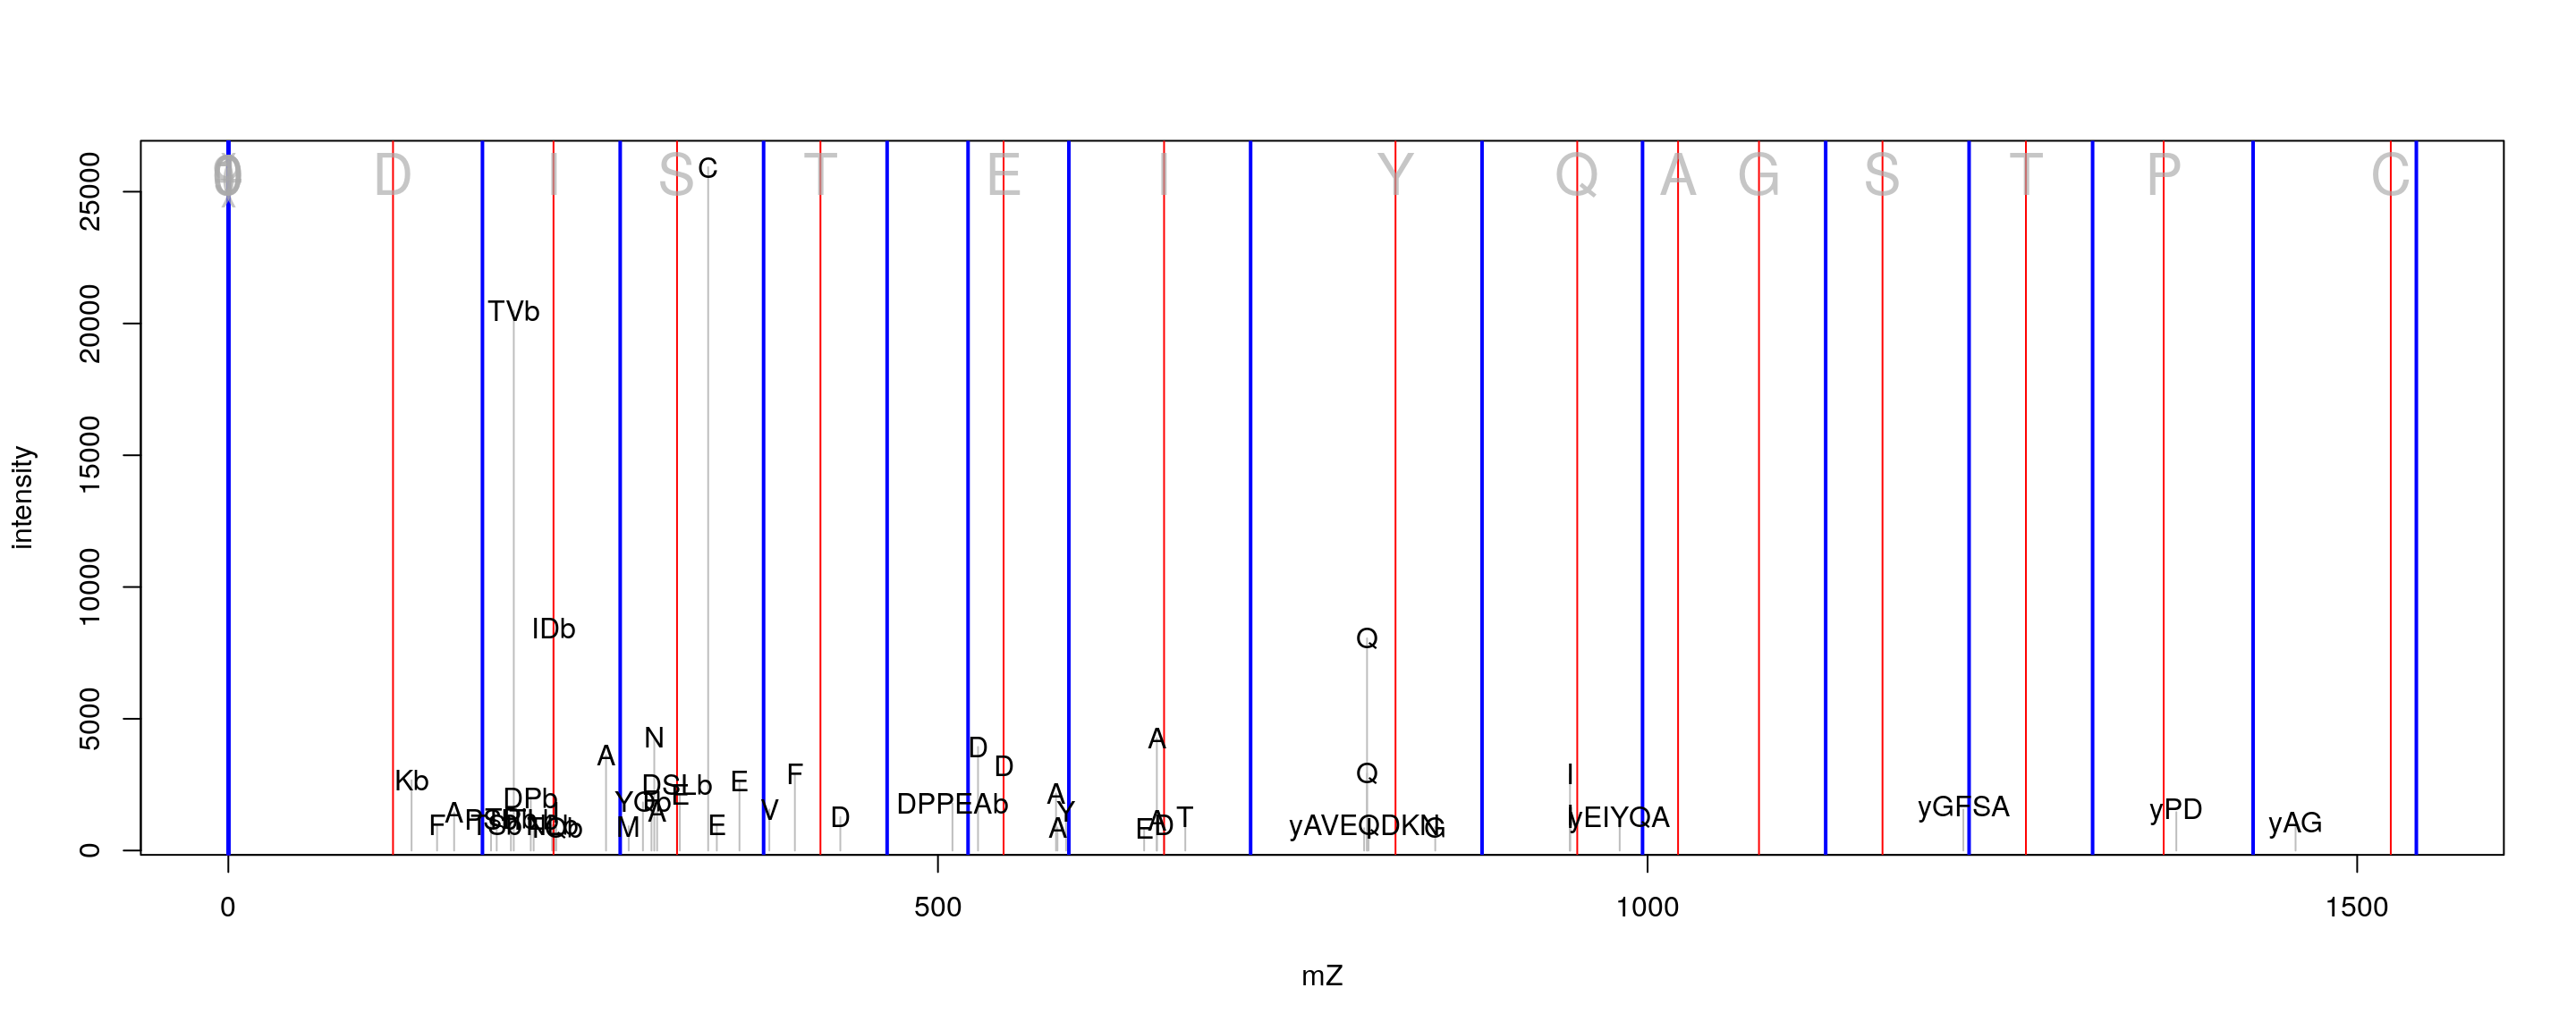 D I S T E I Y Q A G S T P C
C
TVb
IDb
Q
N
A
A
D
A
D
Kb
E
F
Q
I
DSLb
E
DPb
A
DPPEAb
yGFSA
V
Y
yPD
A
A
D
T
yEIYQA
F
M
E
A
E
D
yAVEQDKN
G
yAG
0
5000
10000
15000
20000
25000
intensity
0 500 1000 1500
mZ